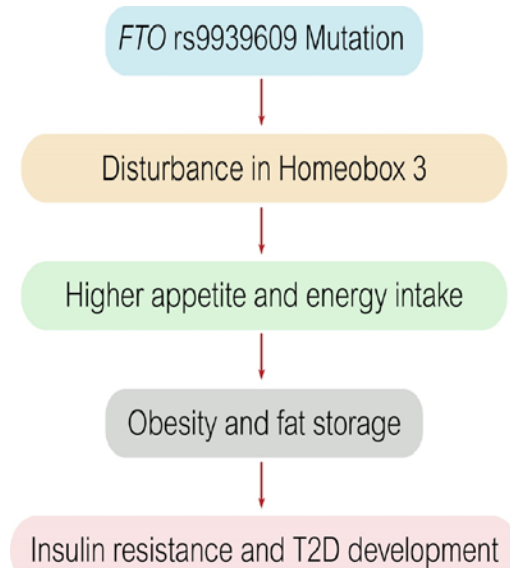 FTO rs9939609 Mutation
Disturbance in Homeobox 3
Higher appetite and energy intake
Obesity and fat storage
Insulin resistance and T2D development